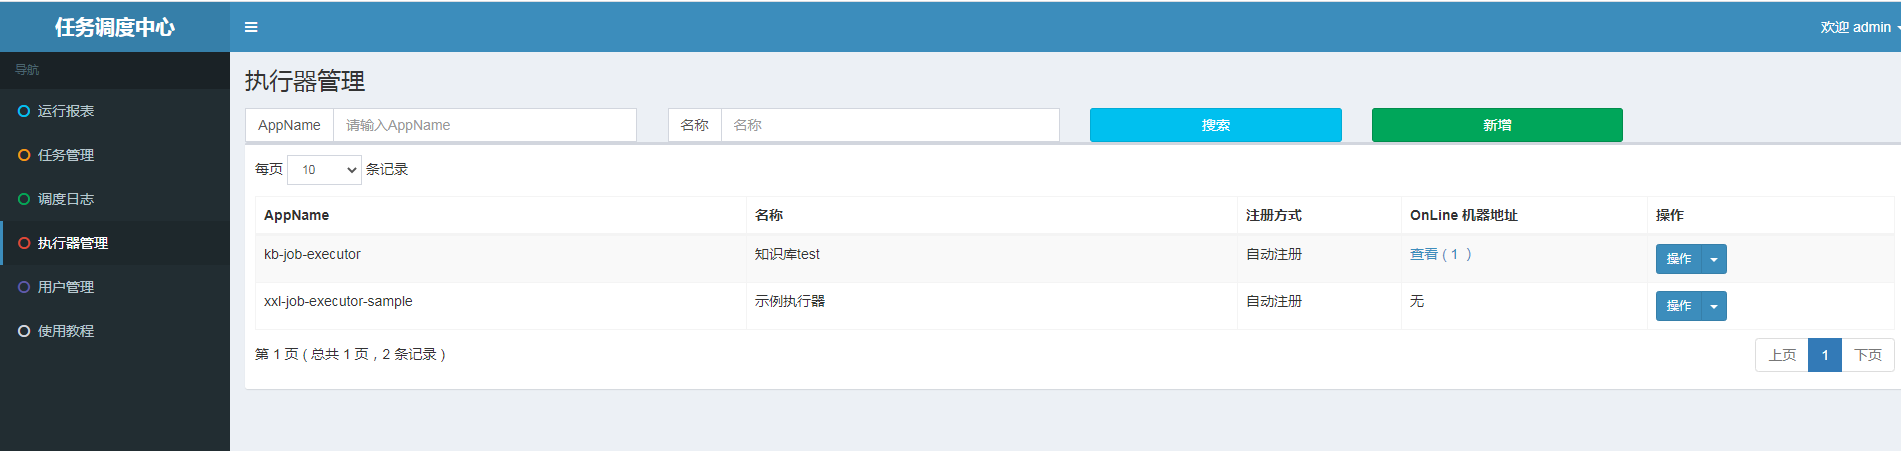 任务调度中心
欢迎 admin
导航
运行报表
任务管理
调度日志
执行器管理
用户管理
使用教程
执行器管理
AppName 请输入AppName 名称 名称 搜索 新增
每页 10 条记录
AppName 名称 注册方式 OnLine 机器地址 操作
kb-job-executor 知识库test 自动注册 查看 ( 1 ) 操作
xxl-job-executor-sample 示例执行器 自动注册 无 操作
第 1 页 ( 总共 1 页，2 条记录 ) 上页 1 下页